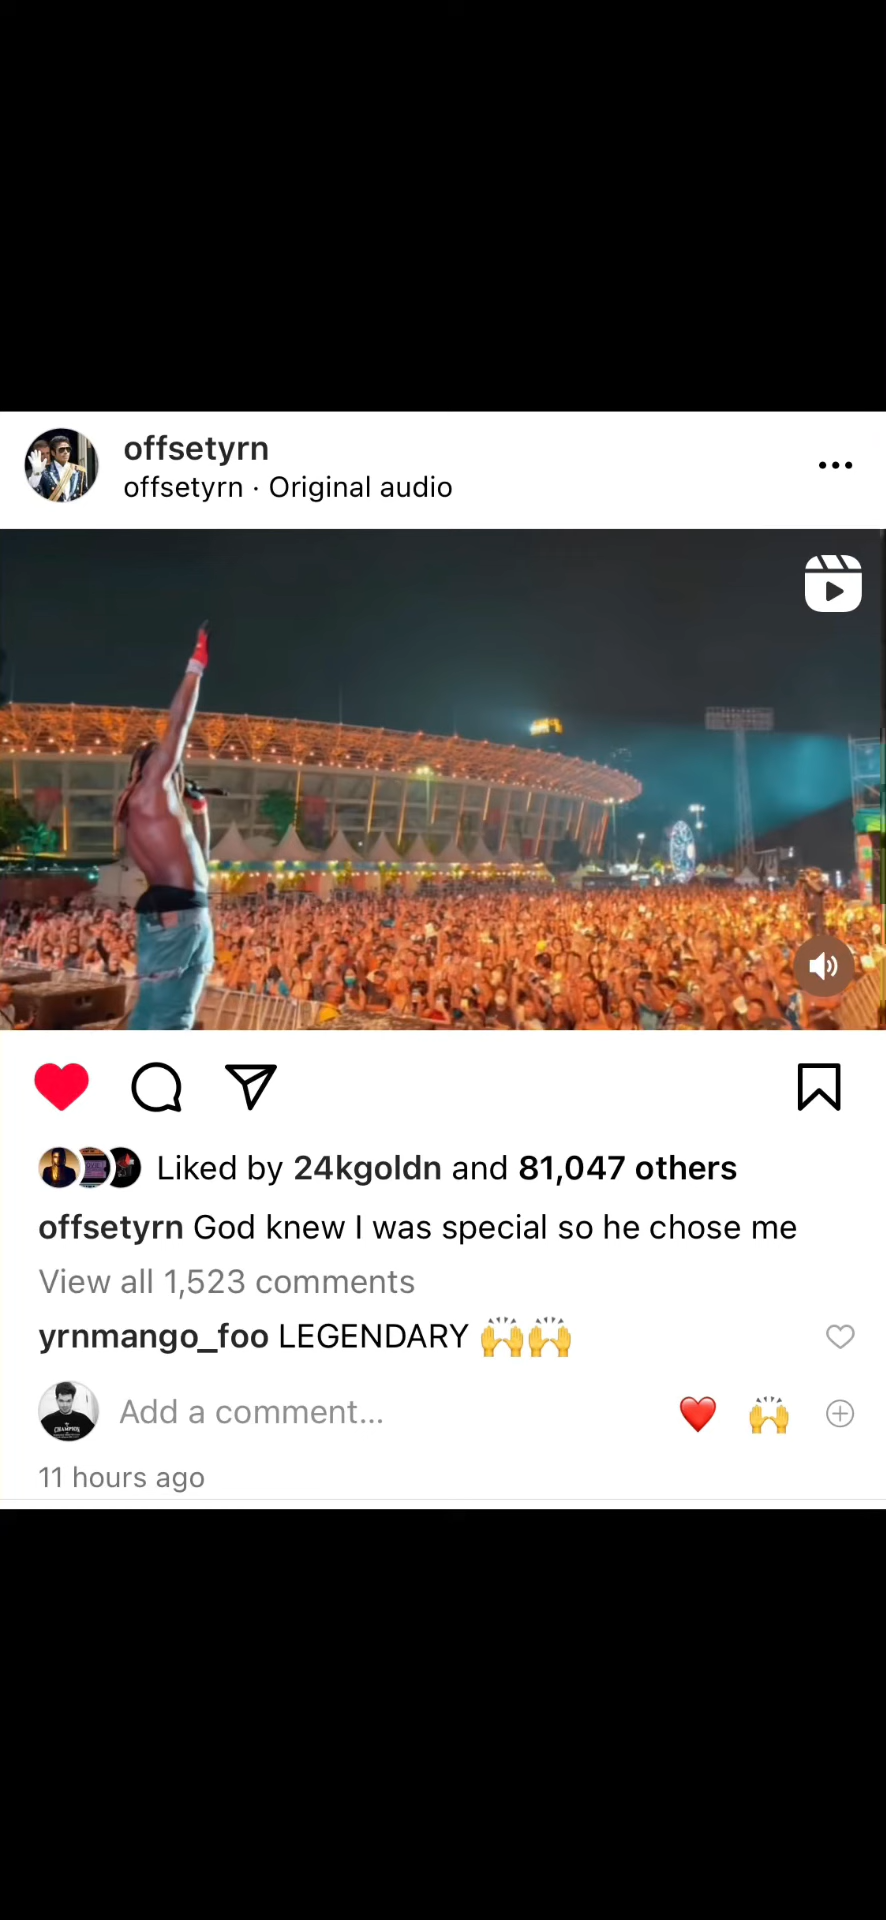 offsetyrn
offsetyrn · Original audio
Liked by 24kgoldn and 81,047 others
offsetyrn God knew I was special so he chose me
View all 1,523 comments
yrnmango_foo LEGENDARY 🙌🙌
Add a comment...
❤️ 🙌
11 hours ago